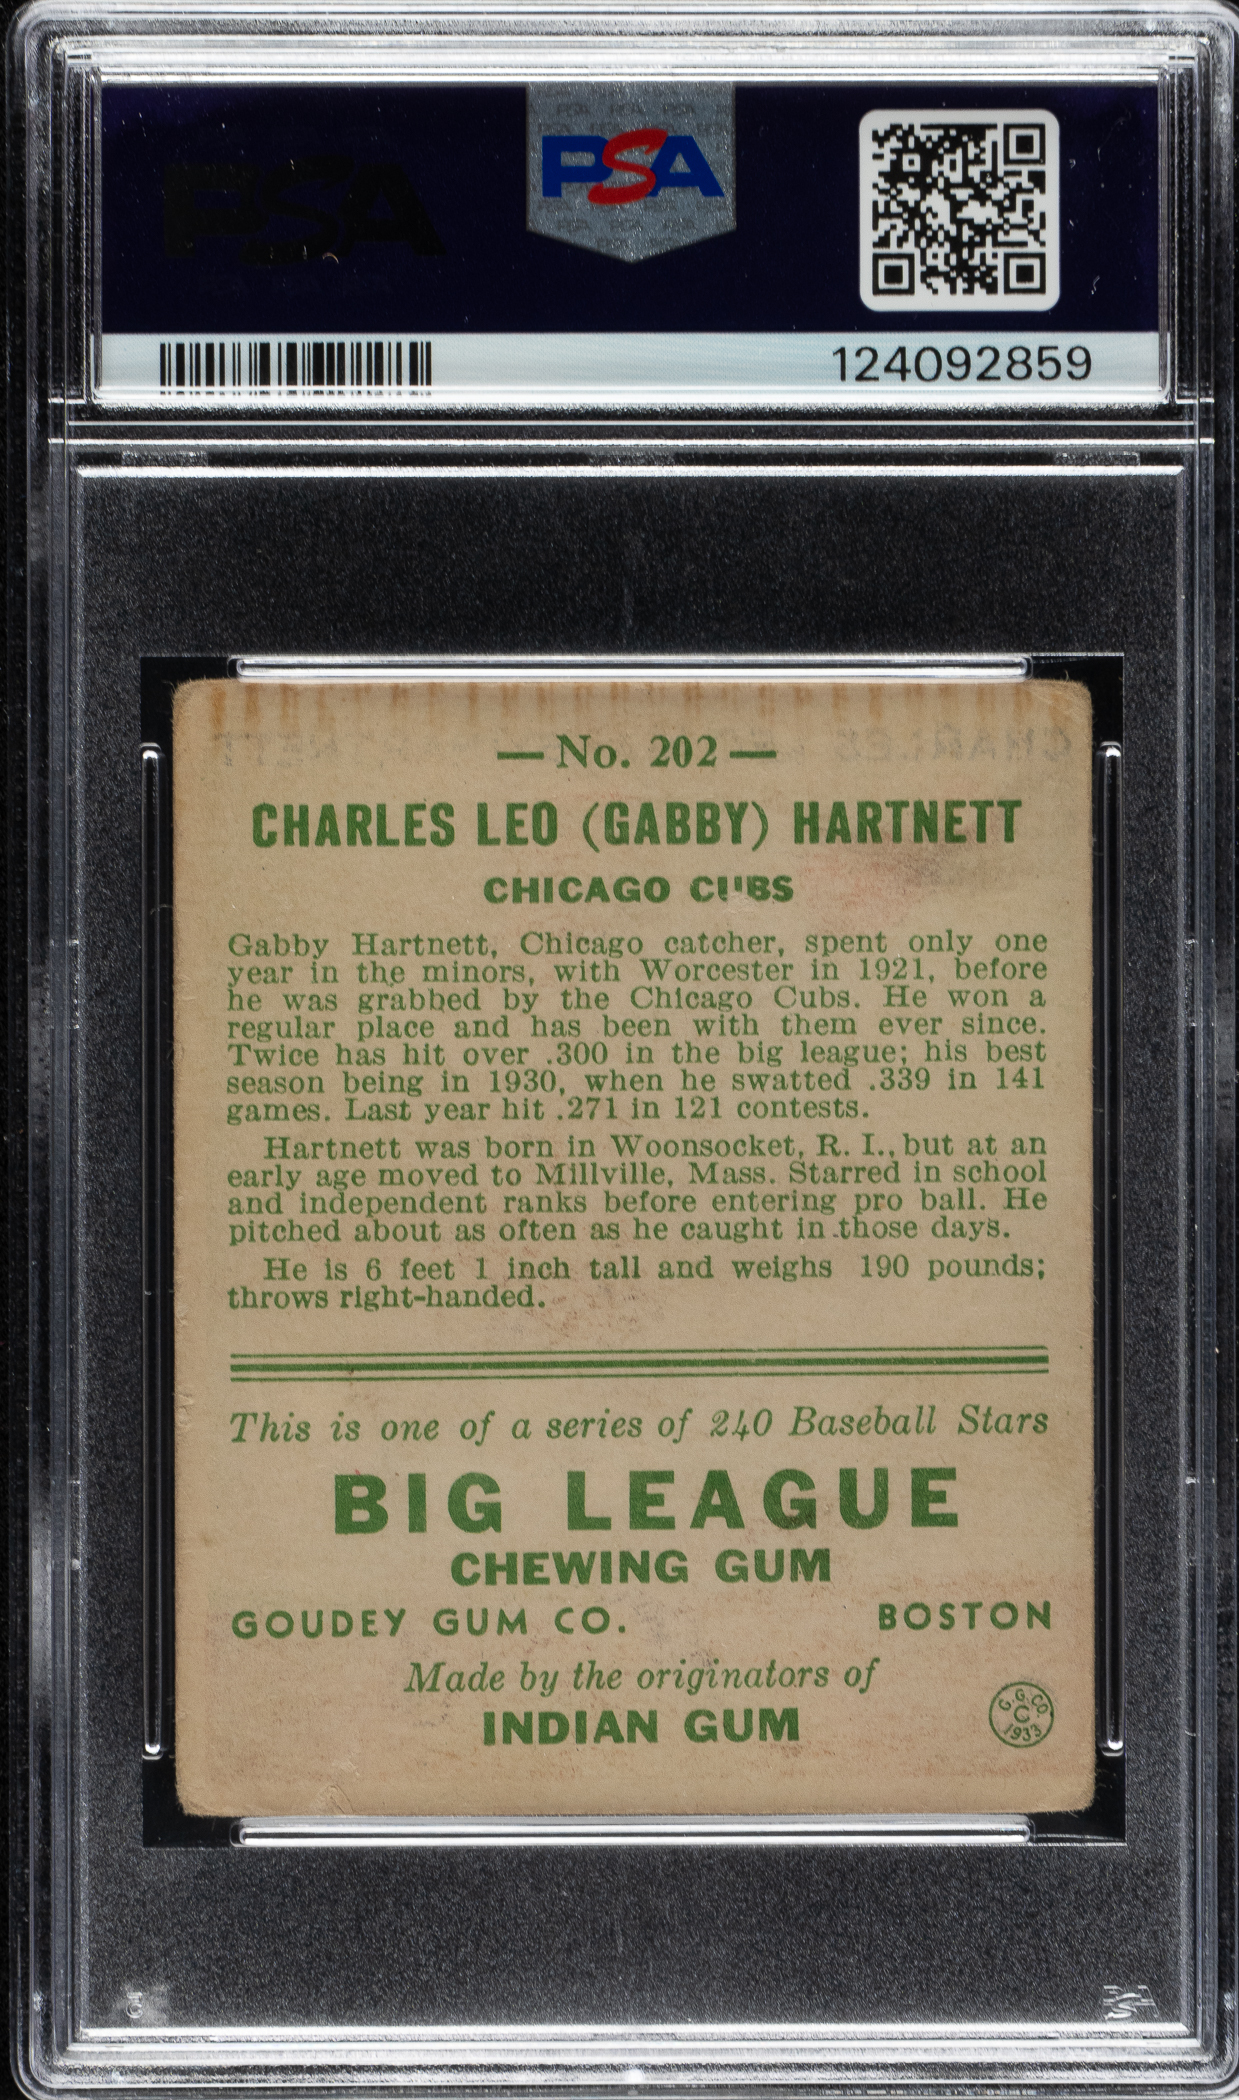 PSA
124092859
— No. 202 —
CHARLES LEO (GABBY) HARTNETT
CHICAGO CUBS
Gabby Hartnett, Chicago catcher, spent only one
year in the minors, with Worcester in 1921, before
he was grabbed by the Chicago Cubs. He won a
regular place and has been with them ever since.
Twice has hit over .300 in the big league; his best
season being in 1930, when he swatted .339 in 141
games. Last year hit .271 in 121 contests.
Hartnett was born in Woonsocket, R. I., but at an
early age moved to Millville, Mass. Starred in school
and independent ranks before entering pro ball. He
pitched about as often as he caught in those days.
He is 6 feet 1 inch tall and weighs 190 pounds;
throws right-handed.
This is one of a series of 240 Baseball Stars
BIG LEAGUE
CHEWING GUM
GOUDEY GUM CO. BOSTON
Made by the originators of
INDIAN GUM
G. G. CO.
C
1933